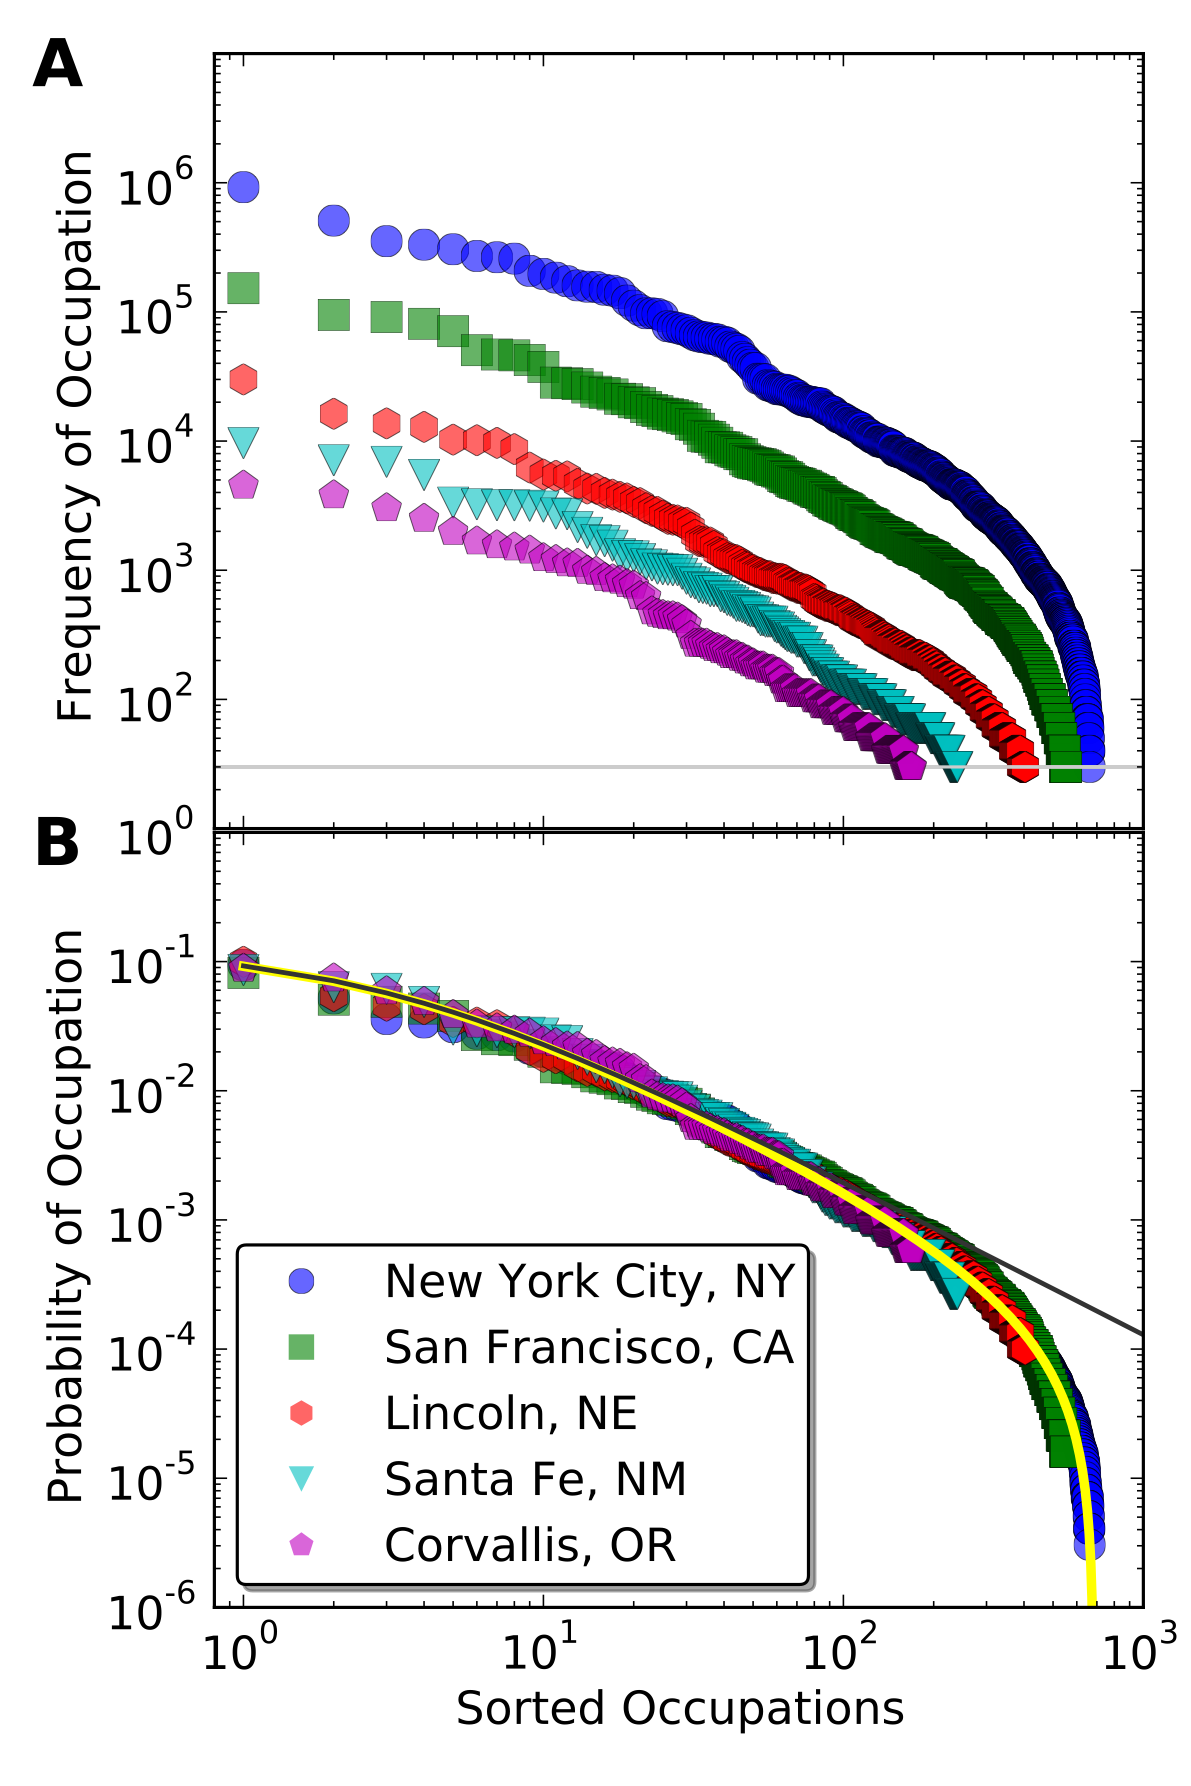 A
Frequency of Occupation
10^6
10^5
10^4
10^3
10^2
10^0
B
Probability of Occupation
10^0
10^-1
10^-2
10^-3
10^-4
10^-5
10^-6
New York City, NY
San Francisco, CA
Lincoln, NE
Santa Fe, NM
Corvallis, OR
10^0 10^1 10^2 10^3
Sorted Occupations